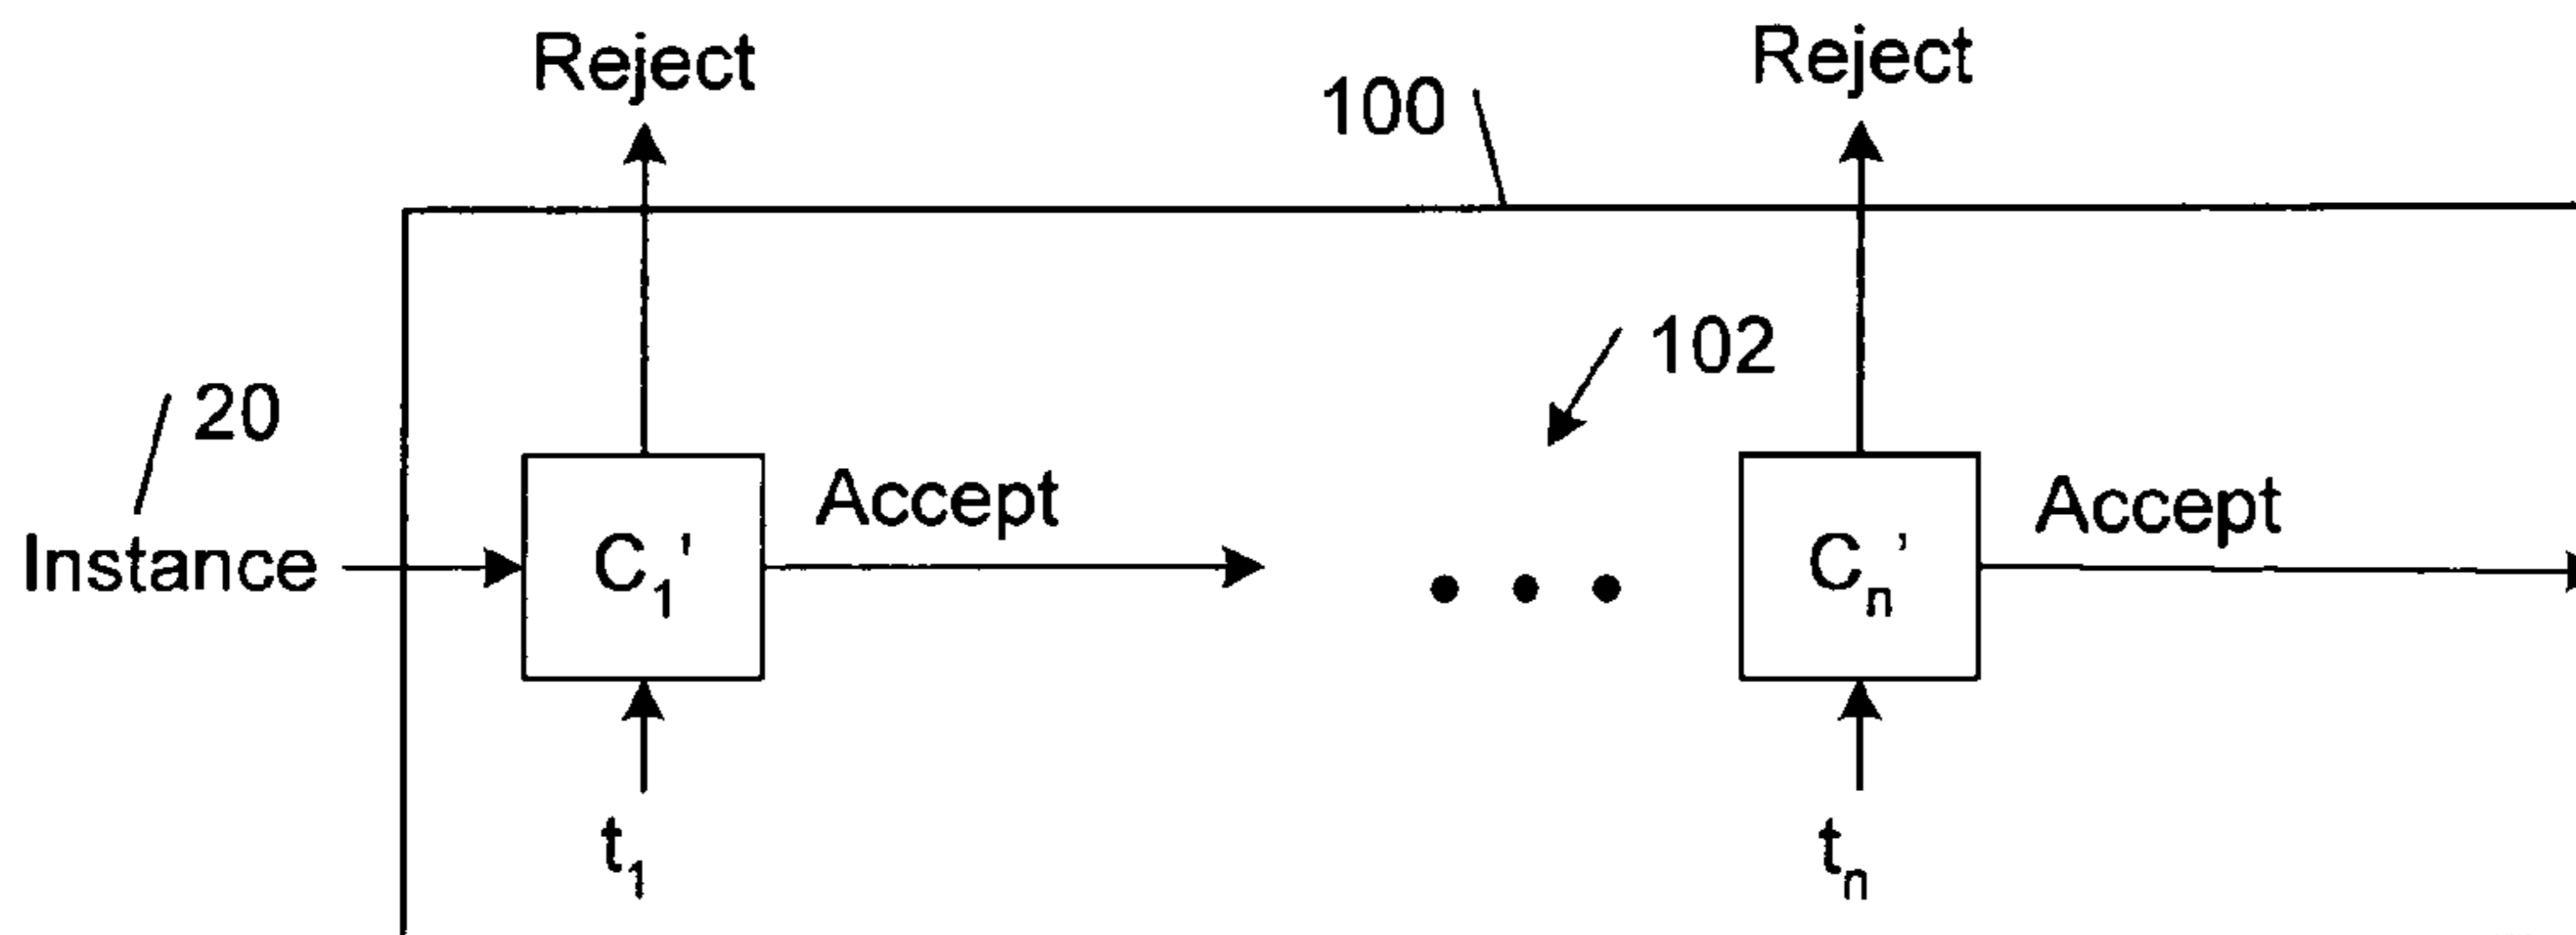 Reject
Reject
100
102
20
Accept
Accept
Instance
C₁'
Cₙ'
t₁
tₙ